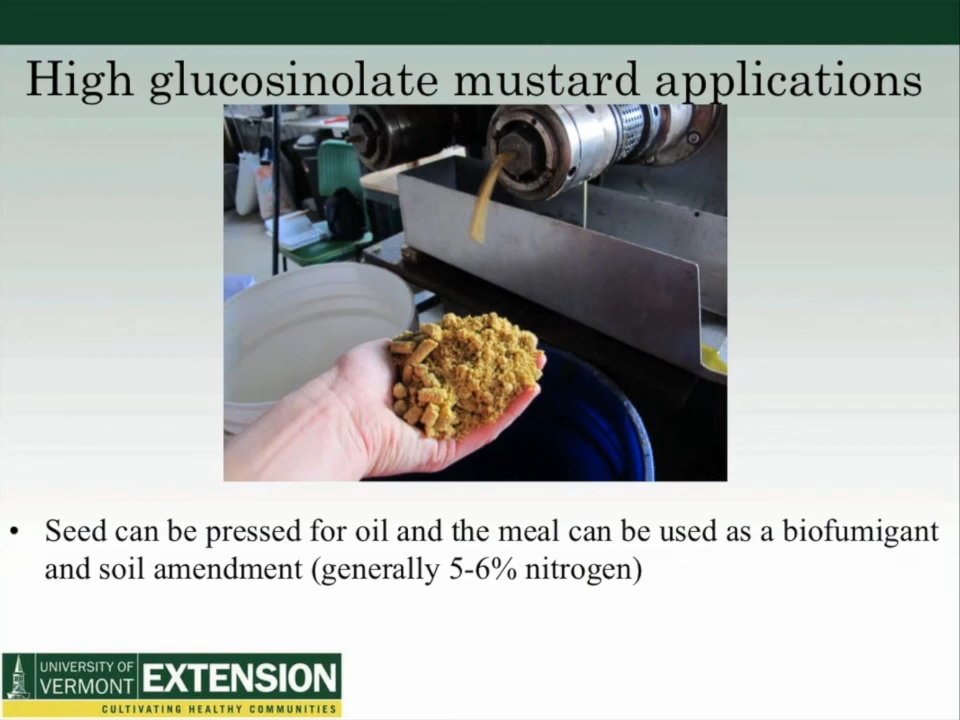 High glucosinolate mustard applications
• Seed can be pressed for oil and the meal can be used as a biofumigant
and soil amendment (generally 5-6% nitrogen)
UNIVERSITY OF
VERMONT
EXTENSION
CULTIVATING HEALTHY COMMUNITIES